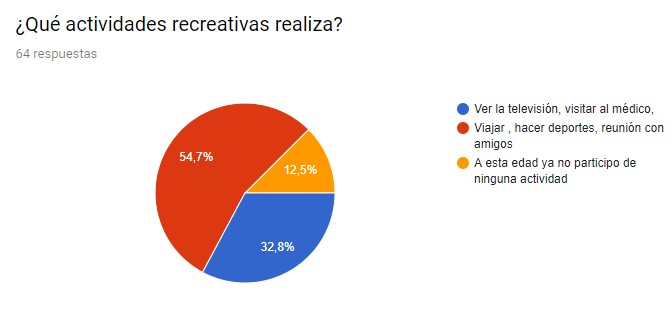 ¿Qué actividades recreativas realiza?
64 respuestas
54,7%
12,5%
32,8%
Ver la televisión, visitar al médico,
Viajar , hacer deportes, reunión con
amigos
A esta edad ya no participo de
ninguna actividad